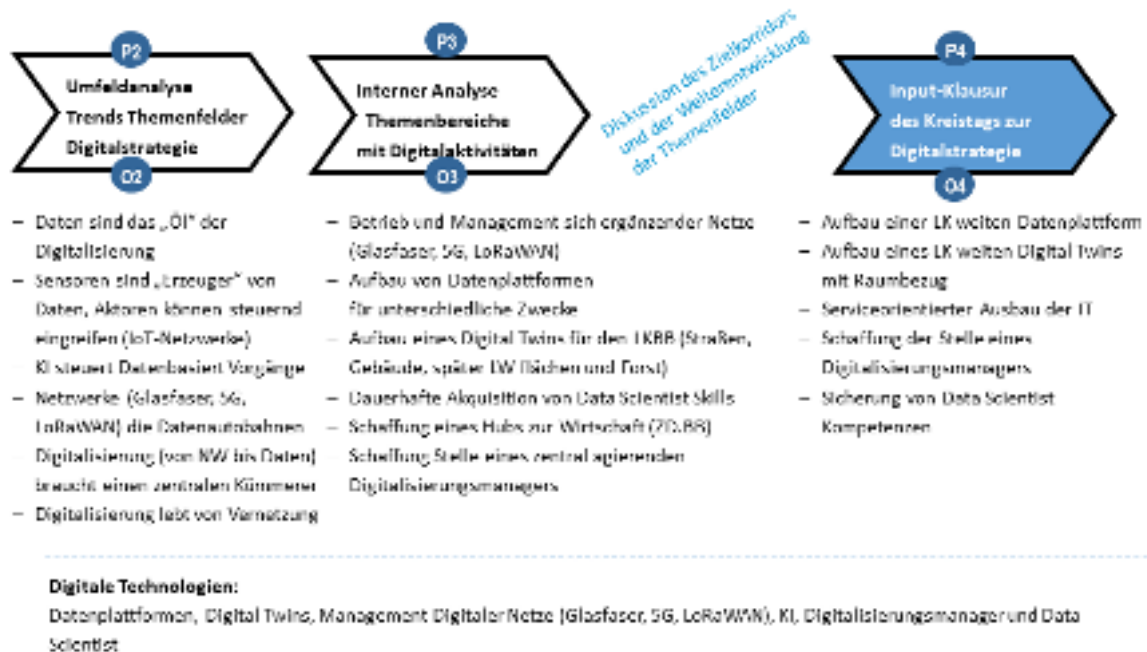 P2
Umfeldanalyse
Trends Themenfelder
Digitalstrategie
O2
– Daten sind das „Öl“ der
Digitalisierung
– Sensoren sind „Erzeuger“ von
Daten, Aktoren können steuernd
eingreifen (IoT-Netzwerke)
– KI steuert Datenbasiert Vorgänge
– Netzwerke (Glasfaser, 5G,
LoRaWAN) die Datenautobahnen
– Digitalisierung (von NW bis Daten)
braucht einen zentralen Kümmerer
– Digitalisierung lebt von Vernetzung
P3
Interner Analyse
Themenbereiche
mit Digitalaktivitäten
O3
– Betrieb und Management sich ergänzender Netze
(Glasfaser, 5G, LoRaWAN)
– Aufbau von Datenplattformen
für unterschiedliche Zwecke
– Aufbau eines Digital Twins für den LKBB (Straßen,
Gebäude, später LW Flächen und Forst)
– Dauerhafte Akquisition von Data Scientist Skills
– Schaffung eines Hubs zur Wirtschaft (ZD.BB)
– Schaffung Stelle eines zentral agierenden
Digitalisierungsmanagers
Diskussion des Zielkorridors
und der Weiterentwicklung
der Themenfelder
P4
Input-Klausur
des Kreistags zur
Digitalstrategie
O4
– Aufbau einer LK weiten Datenplattform
– Aufbau eines LK weiten Digital Twins
mit Raumbezug
– Serviceorientierter Ausbau der IT
– Schaffung der Stelle eines
Digitalisierungsmanagers
– Sicherung von Data Scientist
Kompetenzen
Digitale Technologien:
Datenplattformen, Digital Twins, Management Digitaler Netze (Glasfaser, 5G, LoRaWAN), KI, Digitalisierungsmanager und Data
Scientist